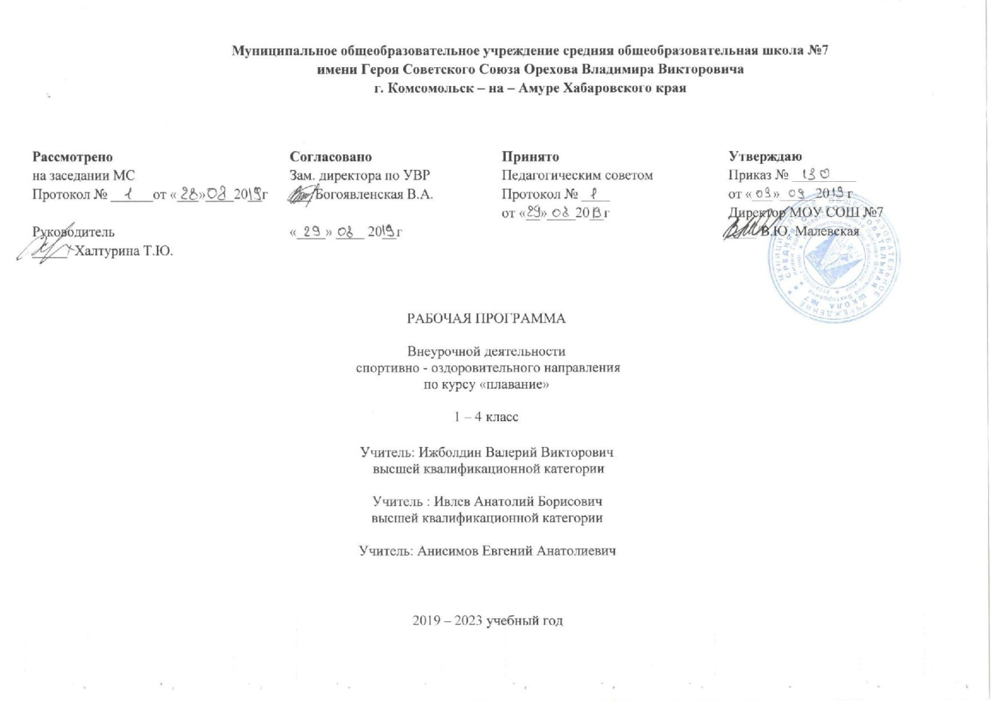 Муниципальное общеобразовательное учреждение средняя общеобразовательная школа №7
имени Героя Советского Союза Орехова Владимира Викторовича
г. Комсомольск – на – Амуре Хабаровского края
Рассмотрено
на заседании МС
Протокол № 1 от «28» 08 2019г
Руководитель
Халтурина Т.Ю.
Согласовано
Зам. директора по УВР
Богоявленская В.А.
«29» 08 2019г
Принято
Педагогическим советом
Протокол № 1
от «29» 08 2019г
Утверждаю
Приказ № 130
от «09» 09 2019 г
Директор МОУ СОШ №7
В.Ю. Малевская
РАБОЧАЯ ПРОГРАММА
Внеурочной деятельности
спортивно - оздоровительного направления
по курсу «плавание»
1 – 4 класс
Учитель: Ижболдин Валерий Викторович
высшей квалификационной категории
Учитель : Ивлев Анатолий Борисович
высшей квалификационной категории
Учитель: Анисимов Евгений Анатолиевич
2019 – 2023 учебный год